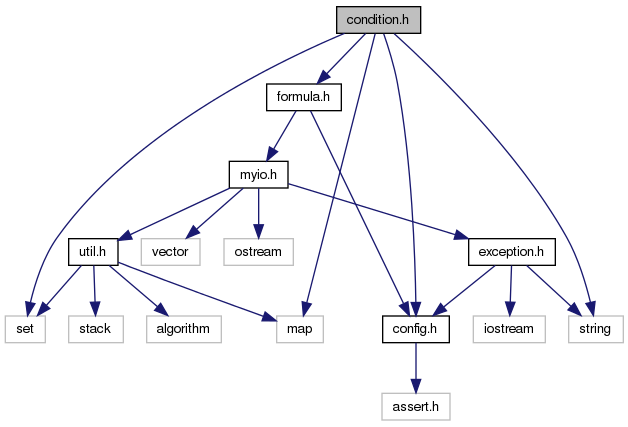 condition.h
formula.h
myio.h
util.h
vector
ostream
exception.h
set
stack
algorithm
map
config.h
iostream
string
assert.h